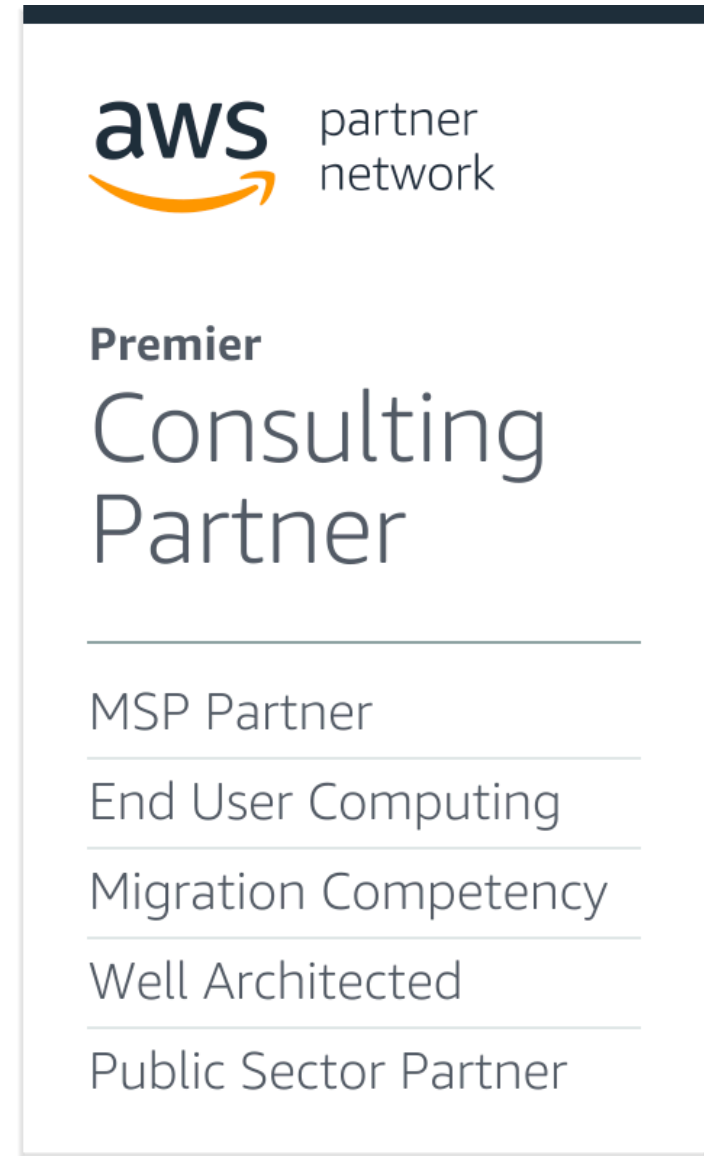 aws
partner
network
Premier
Consulting
Partner
MSP Partner
End User Computing
Migration Competency
Well Architected
Public Sector Partner